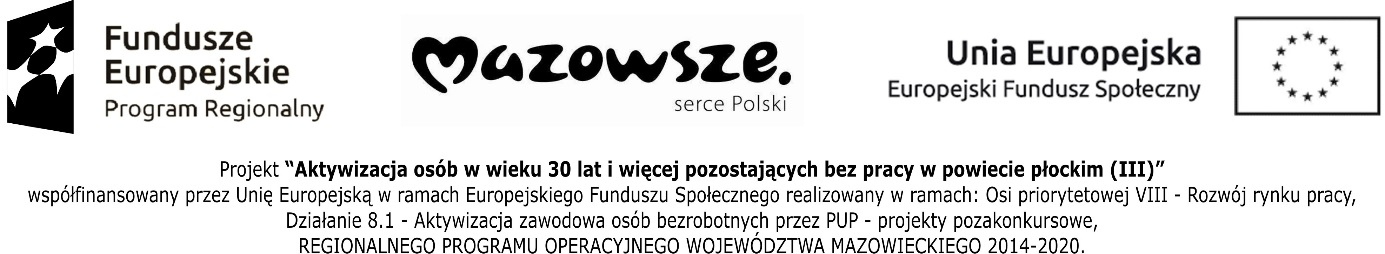 Fundusze
Europejskie
Program Regionalny
mazowsze.
serce Polski
Unia Europejska
Europejski Fundusz Społeczny
Projekt “Aktywizacja osób w wieku 30 lat i więcej pozostających bez pracy w powiecie płockim (III)”
współfinansowany przez Unię Europejską w ramach Europejskiego Funduszu Społecznego realizowany w ramach: Osi priorytetowej VIII - Rozwój rynku pracy,
Działanie 8.1 - Aktywizacja zawodowa osób bezrobotnych przez PUP - projekty pozakonkursowe,
REGIONALNEGO PROGRAMU OPERACYJNEGO WOJEWÓDZTWA MAZOWIECKIEGO 2014-2020.